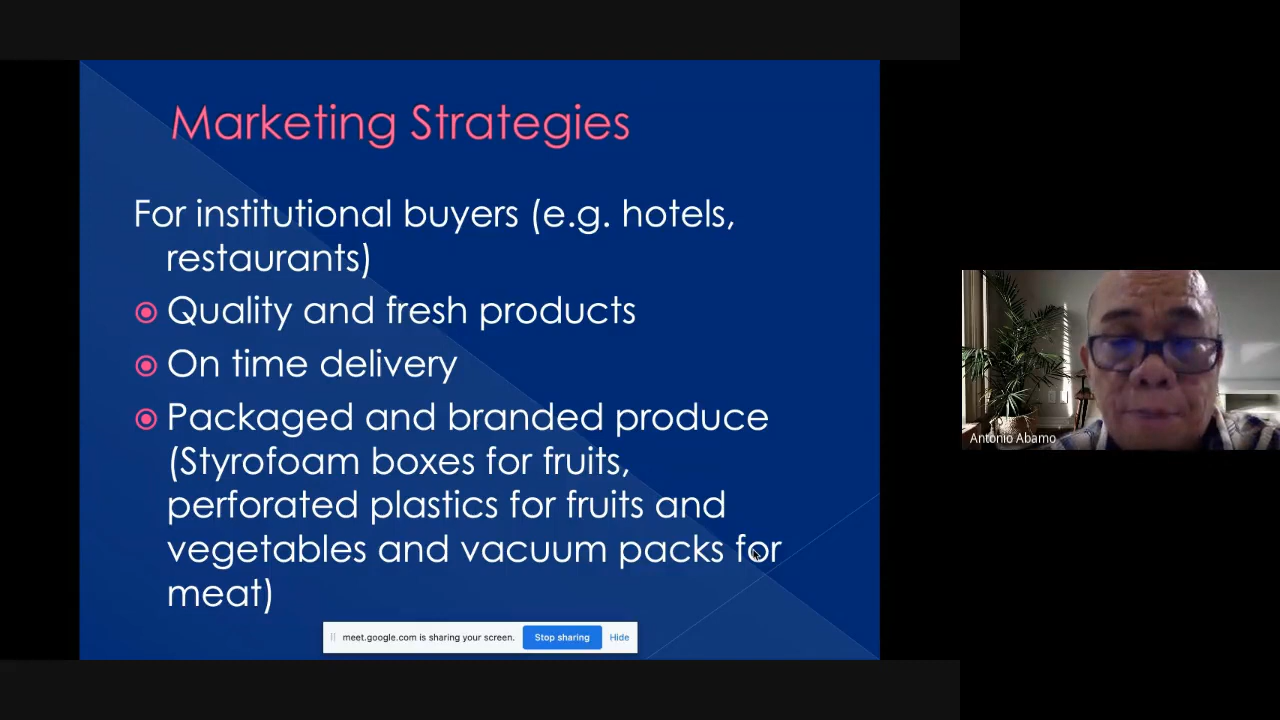 Marketing Strategies
For institutional buyers (e.g. hotels,
restaurants)
Quality and fresh products
On time delivery
Packaged and branded produce
(Styrofoam boxes for fruits,
perforated plastics for fruits and
vegetables and vacuum packs for
meat)
meet.google.com is sharing your screen. Stop sharing Hide
Antonio Abamo